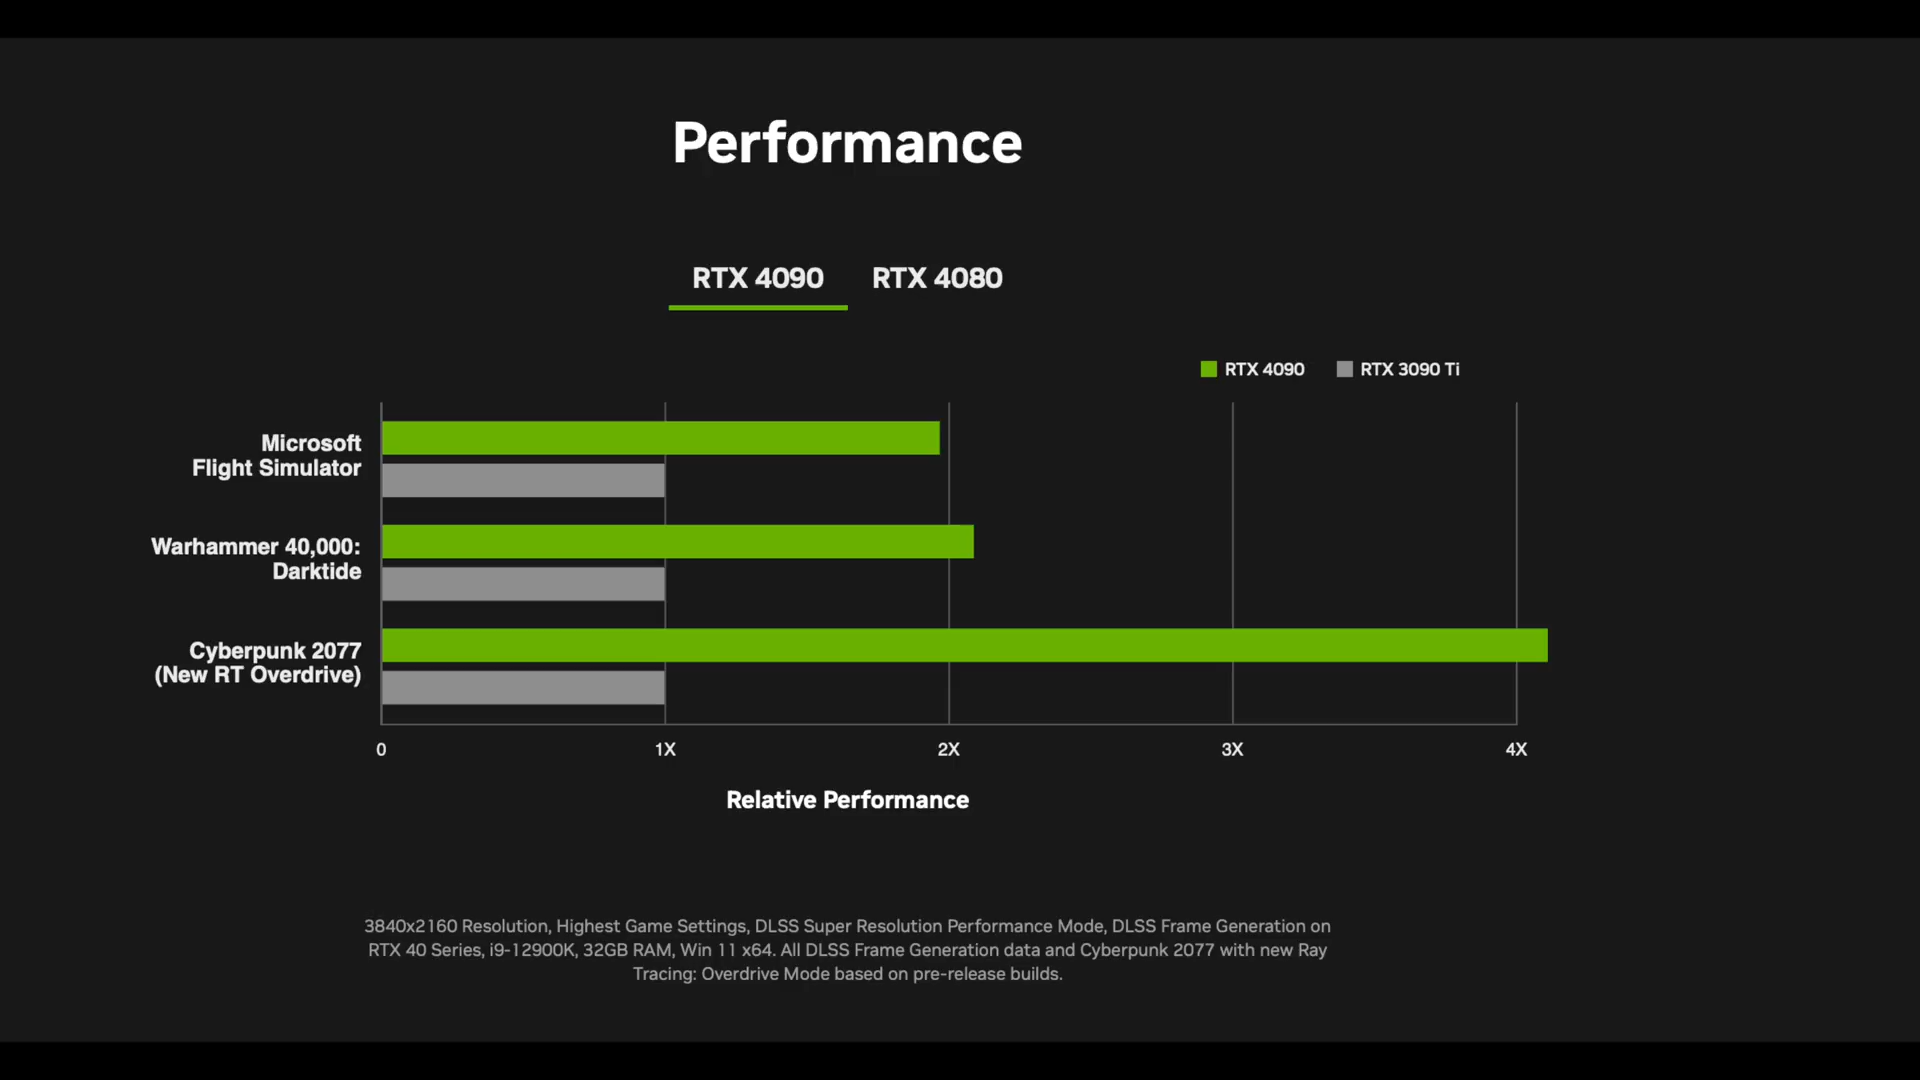 Performance
RTX 4090 RTX 4080
RTX 4090 RTX 3090 Ti
Microsoft
Flight Simulator
Warhammer 40,000:
Darktide
Cyberpunk 2077
(New RT Overdrive)
0 1X 2X 3X 4X
Relative Performance
3840x2160 Resolution, Highest Game Settings, DLSS Super Resolution Performance Mode, DLSS Frame Generation on
RTX 40 Series, i9-12900K, 32GB RAM, Win 11 x64. All DLSS Frame Generation data and Cyberpunk 2077 with new Ray
Tracing: Overdrive Mode based on pre-release builds.